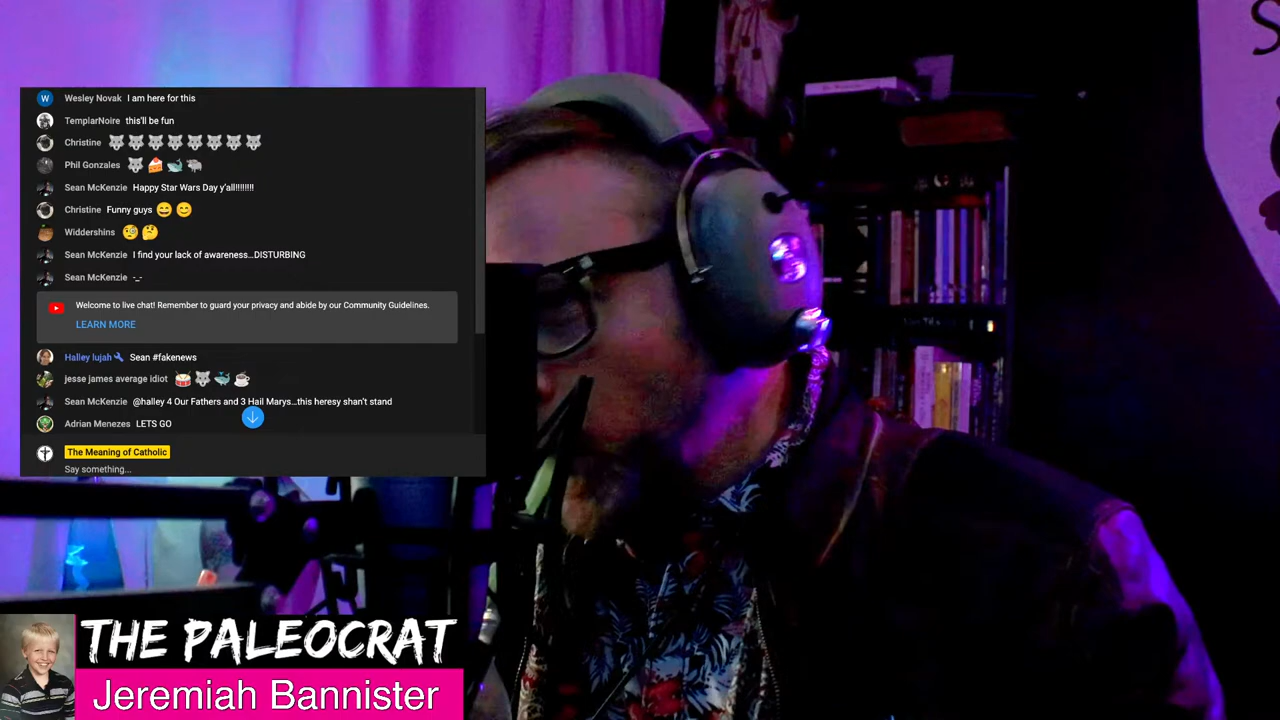 Wesley Novak I am here for this
TemplarNoire this'll be fun
Christine 🐺🐺🐺🐺🐺🐺🐺🐺
Phil Gonzales 🐺🍰🐳🐏
Sean McKenzie Happy Star Wars Day y'all!!!!!!!!
Christine Funny guys 😄😊
Widdershins 🧐🤔
Sean McKenzie I find your lack of awareness...DISTURBING
Sean McKenzie -_-
Welcome to live chat! Remember to guard your privacy and abide by our Community Guidelines.
LEARN MORE
Halley lujah Sean #fakenews
jesse james average idiot 🥁🐺🐳☕
Sean McKenzie @halley 4 Our Fathers and 3 Hail Marys...this heresy shan't stand
Adrian Menezes LETS GO
The Meaning of Catholic
Say something...
THE PALEOCRAT
Jeremiah Bannister